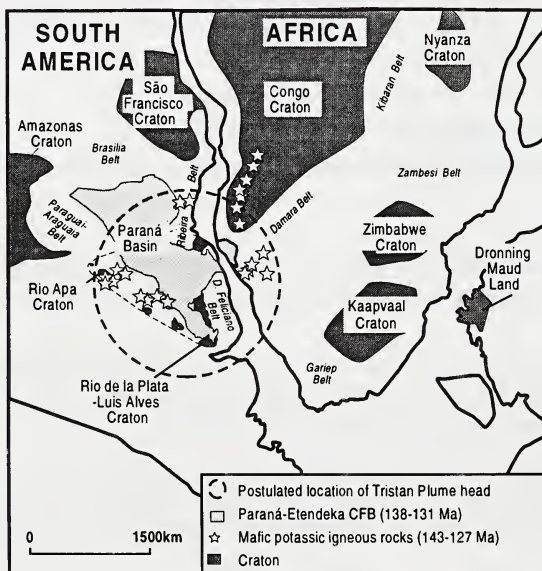 SOUTH
AMERICA
AFRICA
Nyanza
Craton
São
Francisco
Craton
Congo
Craton
Kibaran Belt
Amazonas
Craton
Brasilia
Belt
Ribeira Belt
Zambesi Belt
Damara Belt
Paraguai-
Araguaia
Belt
Paraná
Basin
Zimbabwe
Craton
Dronning
Maud
Land
Rio Apa
Craton
D. Feliciano
Belt
Kaapvaal
Craton
Gariep
Belt
Rio de la Plata
-Luis Alves
Craton
Postulated location of Tristan Plume head
Paraná-Etendeka CFB (138-131 Ma)
Mafic potassic igneous rocks (143-127 Ma)
Craton
0 1500km